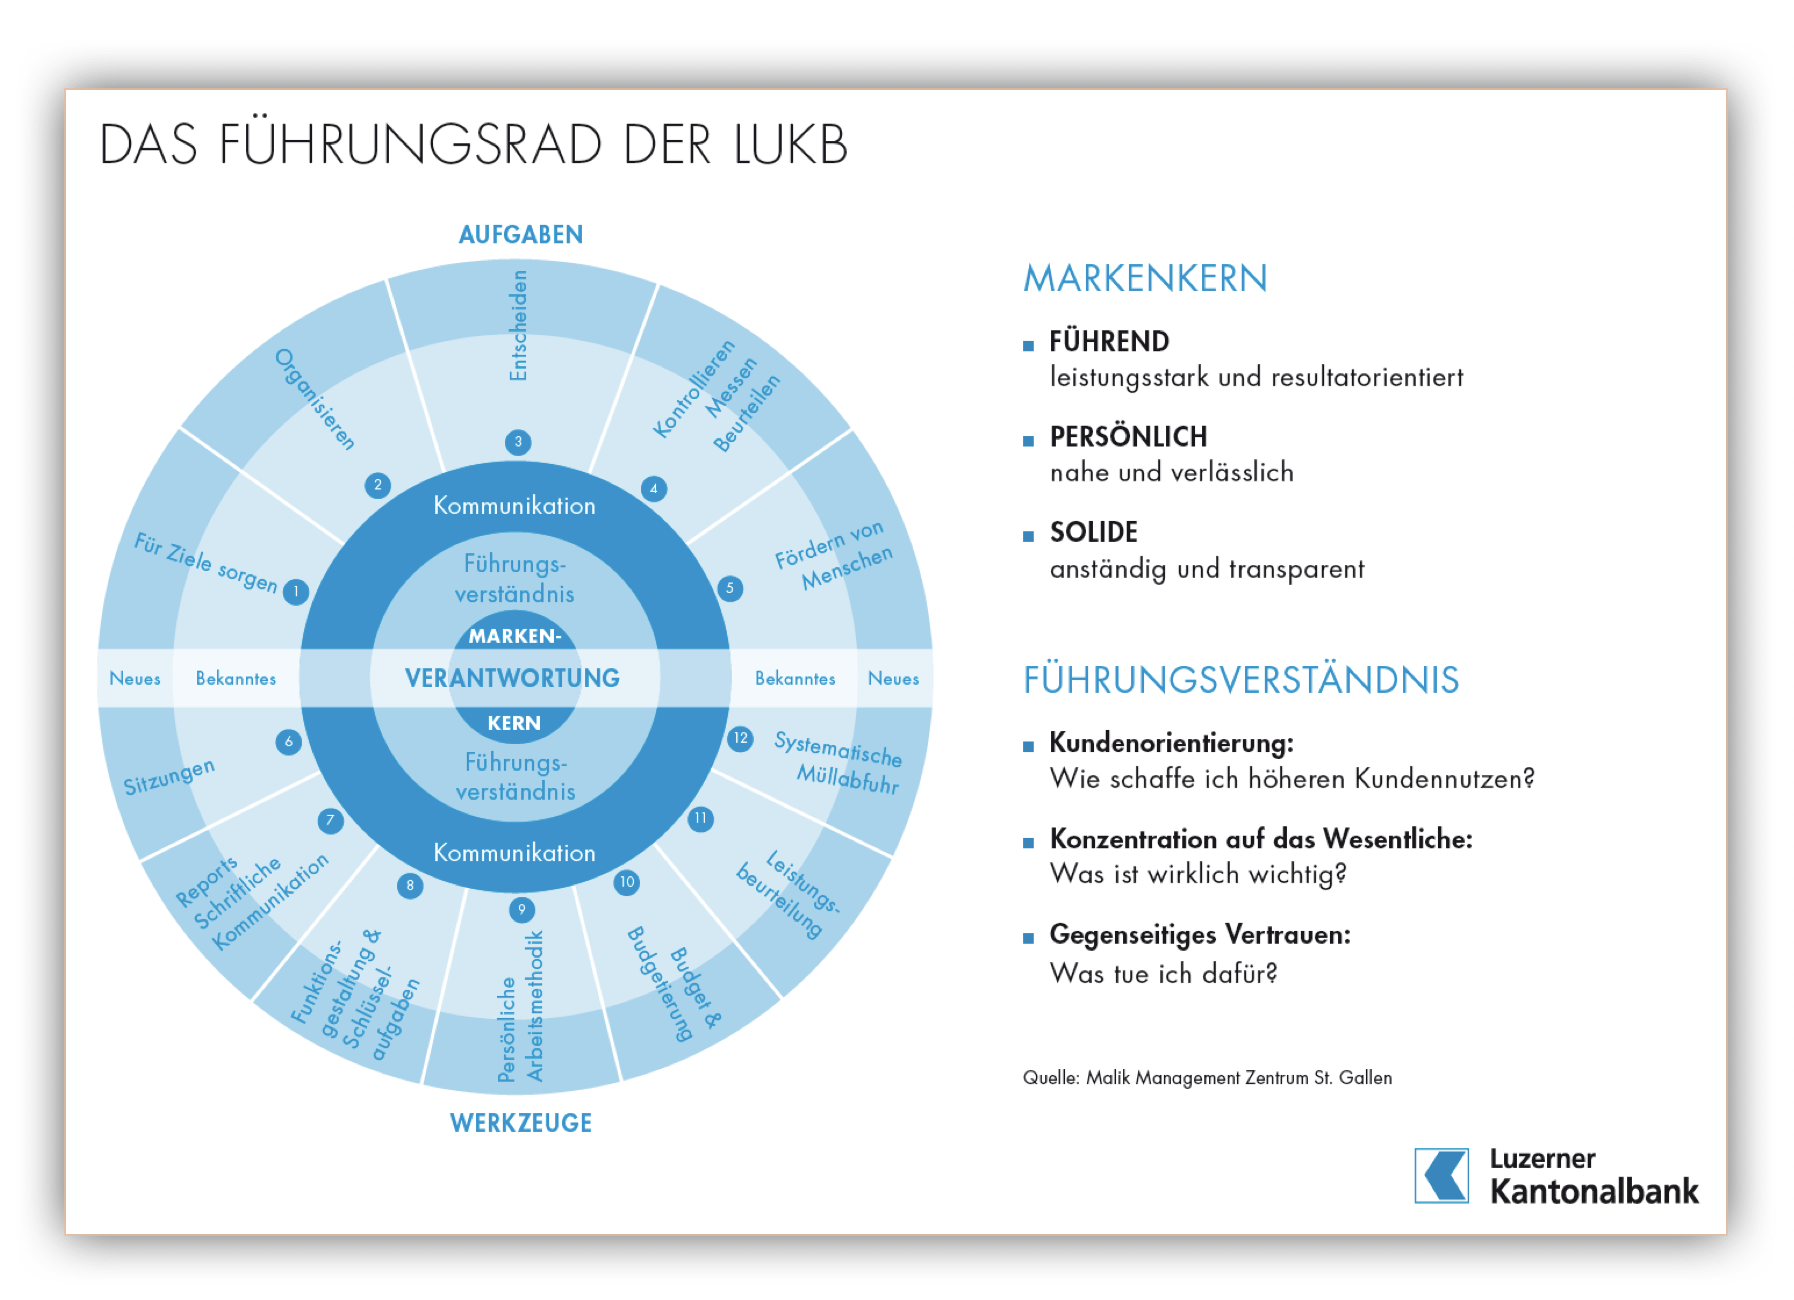 DAS FÜHRUNGSRAD DER LUKB
AUFGABEN
Für Ziele sorgen
1
Organisieren
2
Entscheiden
3
Kontrollieren
Messen
Beurteilen
4
Fördern von
Menschen
5
Kommunikation
Führungs-
verständnis
MARKEN-
Neues
Bekanntes
VERANTWORTUNG
Bekanntes
Neues
KERN
Führungs-
verständnis
Kommunikation
6
Sitzungen
7
Reports
Schriftliche
Kommunikation
8
Funktions-
gestaltung &
Schlüssel-
aufgaben
9
Persönliche
Arbeitsmethodik
10
Budget &
Budgetierung
11
Leistungs-
beurteilung
12
Systematische
Müllabfuhr
WERKZEUGE
MARKENKERN
FÜHREND
leistungsstark und resultatorientiert
PERSÖNLICH
nahe und verlässlich
SOLIDE
anständig und transparent
FÜHRUNGSVERSTÄNDNIS
Kundenorientierung:
Wie schaffe ich höheren Kundennutzen?
Konzentration auf das Wesentliche:
Was ist wirklich wichtig?
Gegenseitiges Vertrauen:
Was tue ich dafür?
Quelle: Malik Management Zentrum St. Gallen
Luzerner
Kantonalbank